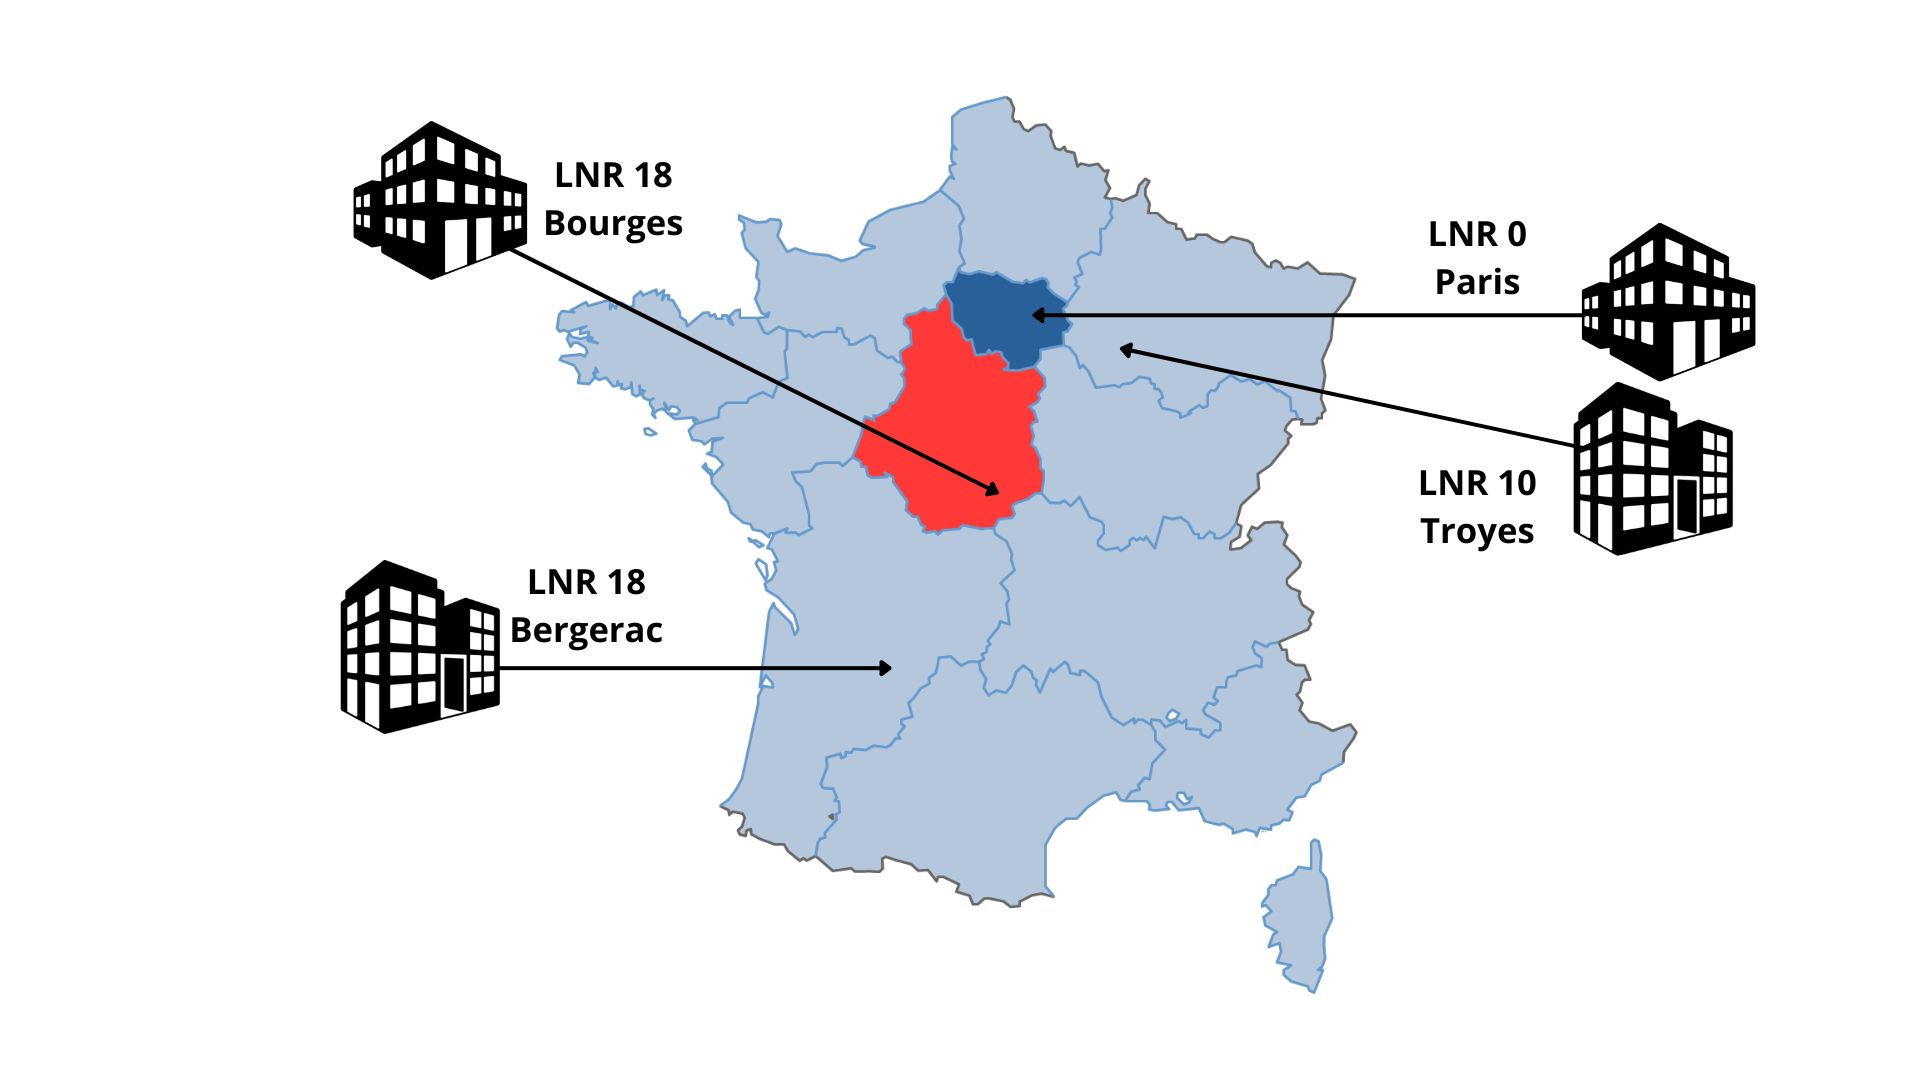 LNR 18
Bourges
LNR 0
Paris
LNR 10
Troyes
LNR 18
Bergerac